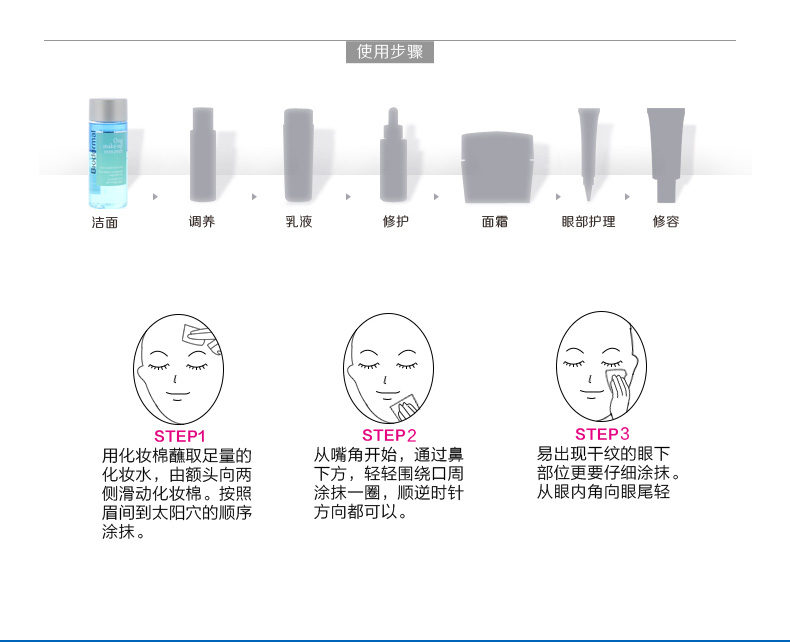 使用步骤
Biodermal
洁面
调养
乳液
修护
面霜
眼部护理
修容
STEP1
用化妆棉蘸取足量的
化妆水，由额头向两
侧滑动化妆棉。按照
眉间到太阳穴的顺序
涂抹。
STEP2
从嘴角开始，通过鼻
下方，轻轻围绕口周
涂抹一圈，顺逆时针
方向都可以。
STEP3
易出现干纹的眼下
部位更要仔细涂抹。
从眼内角向眼尾轻